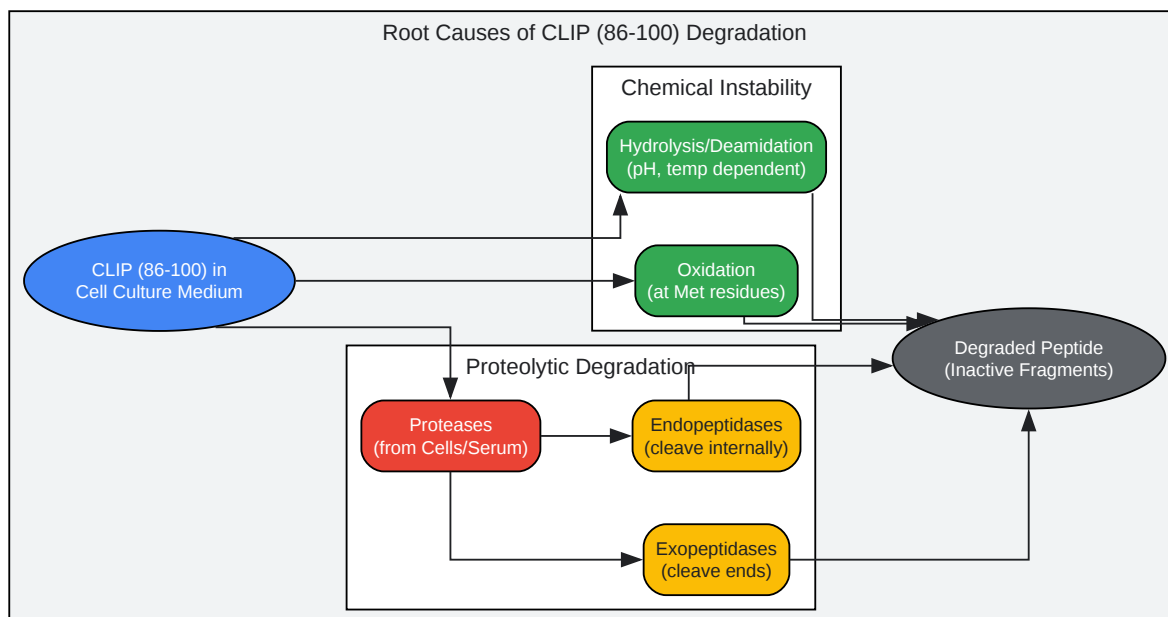 Root Causes of CLIP (86-100) Degradation
Chemical Instability
Hydrolysis/Deamidation
(pH, temp dependent)
CLIP (86-100) in
Cell Culture Medium
Oxidation
(at Met residues)
Degraded Peptide
(Inactive Fragments)
Proteolytic Degradation
Proteases
(from Cells/Serum)
Endopeptidases
(cleave internally)
Exopeptidases
(cleave ends)